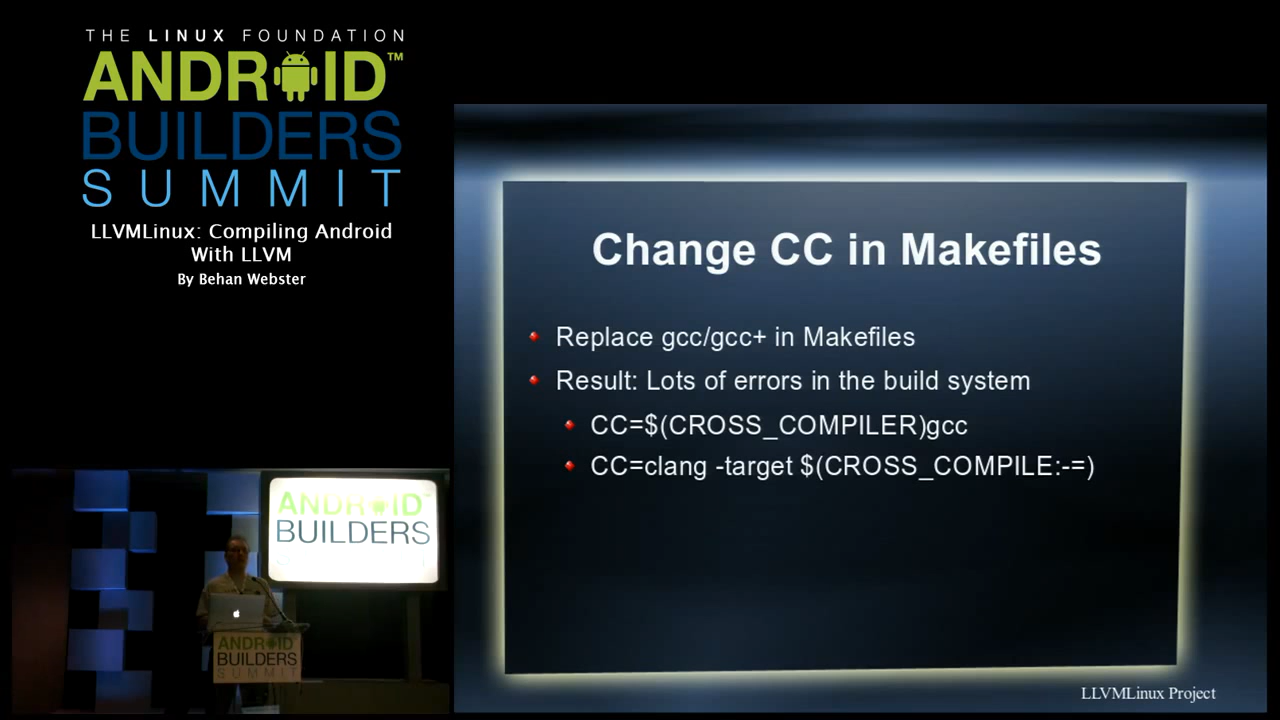 THE LINUX FOUNDATION
ANDROID™
BUILDERS
SUMMIT
LLVMLinux: Compiling Android
With LLVM
By Behan Webster
Change CC in Makefiles
Replace gcc/gcc+ in Makefiles
Result: Lots of errors in the build system
CC=$(CROSS_COMPILER)gcc
CC=clang -target $(CROSS_COMPILE:-=)
LLVMLinux Project
ANDROID™
BUILDERS
ANDROID
BUILDERS
SUMMIT